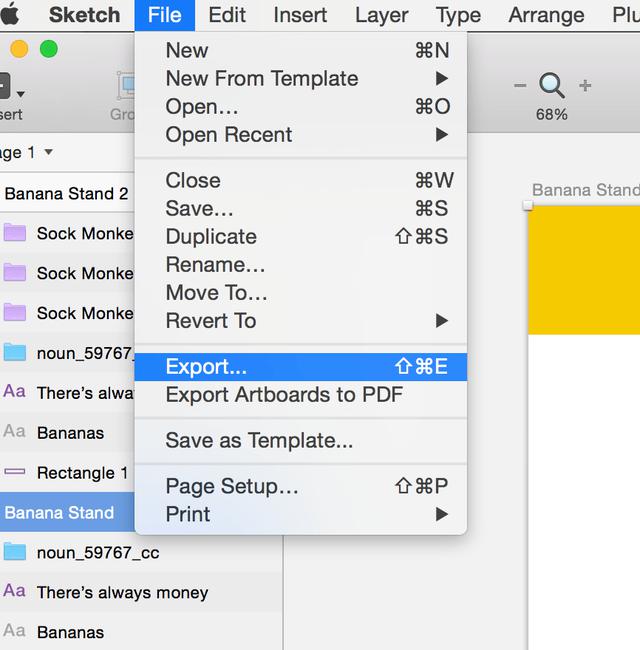 Sketch File Edit Insert Layer Type Arrange Plu
sert Gro 68%
New ⌘N
New From Template ▶
Open… ⌘O
Open Recent ▶
Close ⌘W
Save… ⌘S
Duplicate ⇧⌘S
Rename…
Move To…
Revert To ▶
Export... ⇧⌘E
Export Artboards to PDF
Save as Template...
Page Setup… ⇧⌘P
Print ▶
age 1
Banana Stand 2
Sock Monke
Sock Monke
Sock Monke
noun_59767_
Aa There’s alwa
Aa Bananas
Rectangle 1
Banana Stand
noun_59767_cc
Aa There’s always money
Aa Bananas
Banana Stand